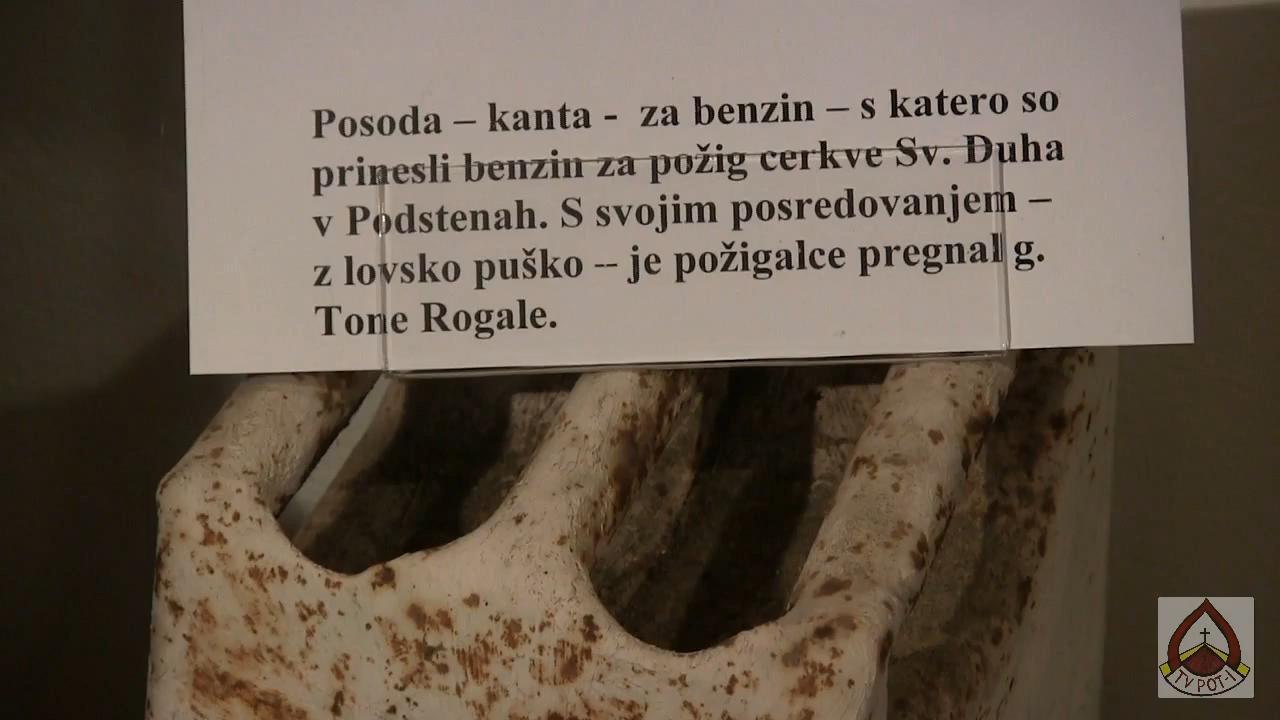 Posoda – kanta - za benzin – s katero so
prinesli benzin za požig cerkve Sv. Duha
v Podstenah. S svojim posredovanjem –
z lovsko puško -- je požigalce pregnal g.
Tone Rogale.
TV POT-1